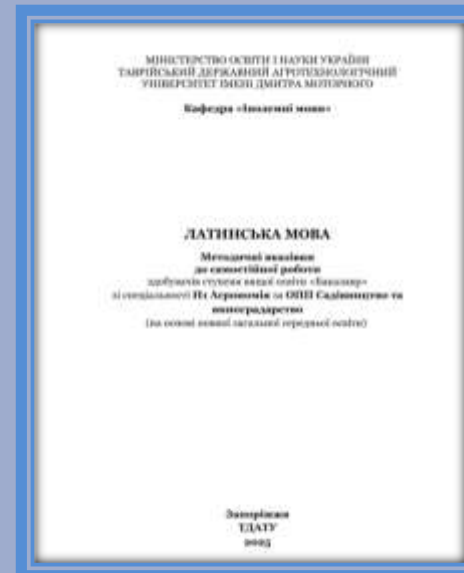 МІНІСТЕРСТВО ОСВІТИ І НАУКИ УКРАЇНИ
ТАВРІЙСЬКИЙ ДЕРЖАВНИЙ АГРОТЕХНОЛОГІЧНИЙ
УНІВЕРСИТЕТ ІМЕНІ ДМИТРА МОТОРНОГО
Кафедра «Іноземні мови»
ЛАТИНСЬКА МОВА
Методичні вказівки
до самостійної роботи
здобувачів ступеня вищої освіти «Бакалавр»
зі спеціальності Н1 Агрономія за ОПП Садівництво та
виноградарство
(на основі повної загальної середньої освіти)
Запоріжжя
ТДАТУ
2025